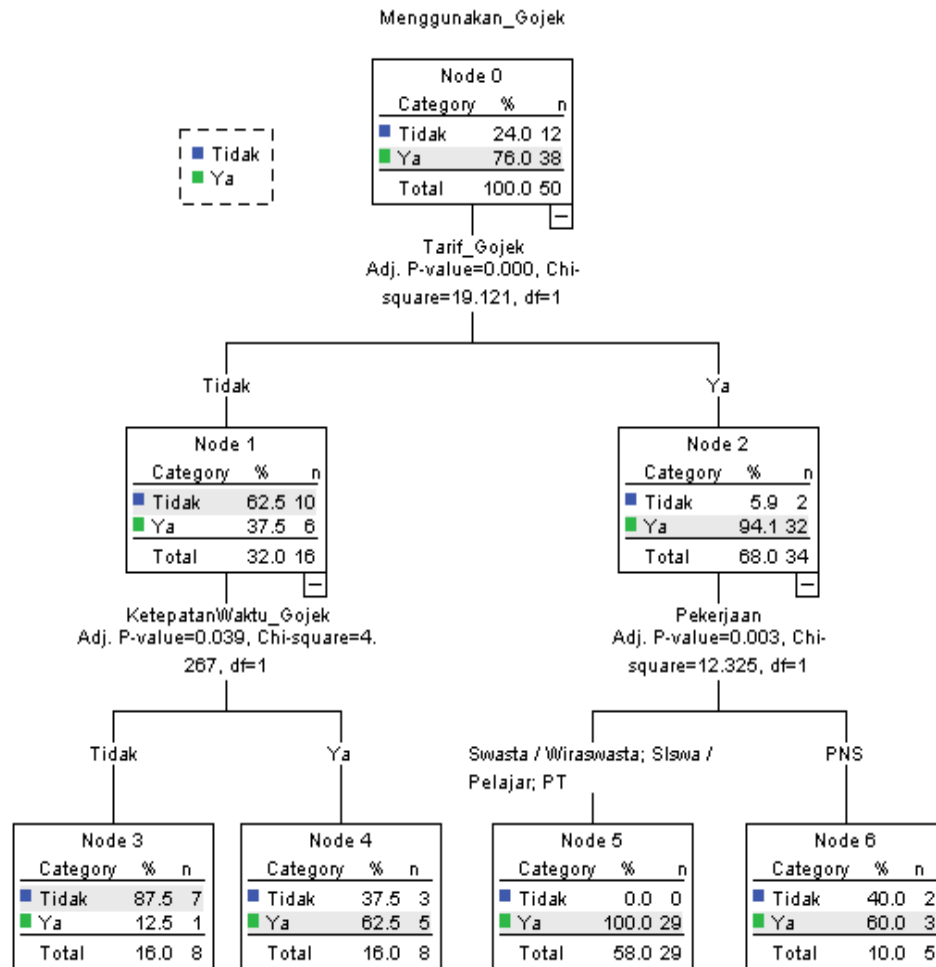 Menggunakan_Gojek
Node 0
Category % n
Tidak 24.0 12
Ya 76.0 38
Total 100.0 50
Tidak
Ya
Tarif_Gojek
Adj. P-value=0.000, Chi-
square=19.121, df=1
Tidak
Ya
Node 1
Category % n
Tidak 62.5 10
Ya 37.5 6
Total 32.0 16
Node 2
Category % n
Tidak 5.9 2
Ya 94.1 32
Total 68.0 34
KetepatanWaktu_Gojek
Adj. P-value=0.039, Chi-square=4.
267, df=1
Pekerjaan
Adj. P-value=0.003, Chi-
square=12.325, df=1
Tidak
Ya
Swasta / Wiraswasta; SIswa /
Pelajar; PT
PNS
Node 3
Category % n
Tidak 87.5 7
Ya 12.5 1
Total 16.0 8
Node 4
Category % n
Tidak 37.5 3
Ya 62.5 5
Total 16.0 8
Node 5
Category % n
Tidak 0.0 0
Ya 100.0 29
Total 58.0 29
Node 6
Category % n
Tidak 40.0 2
Ya 60.0 3
Total 10.0 5